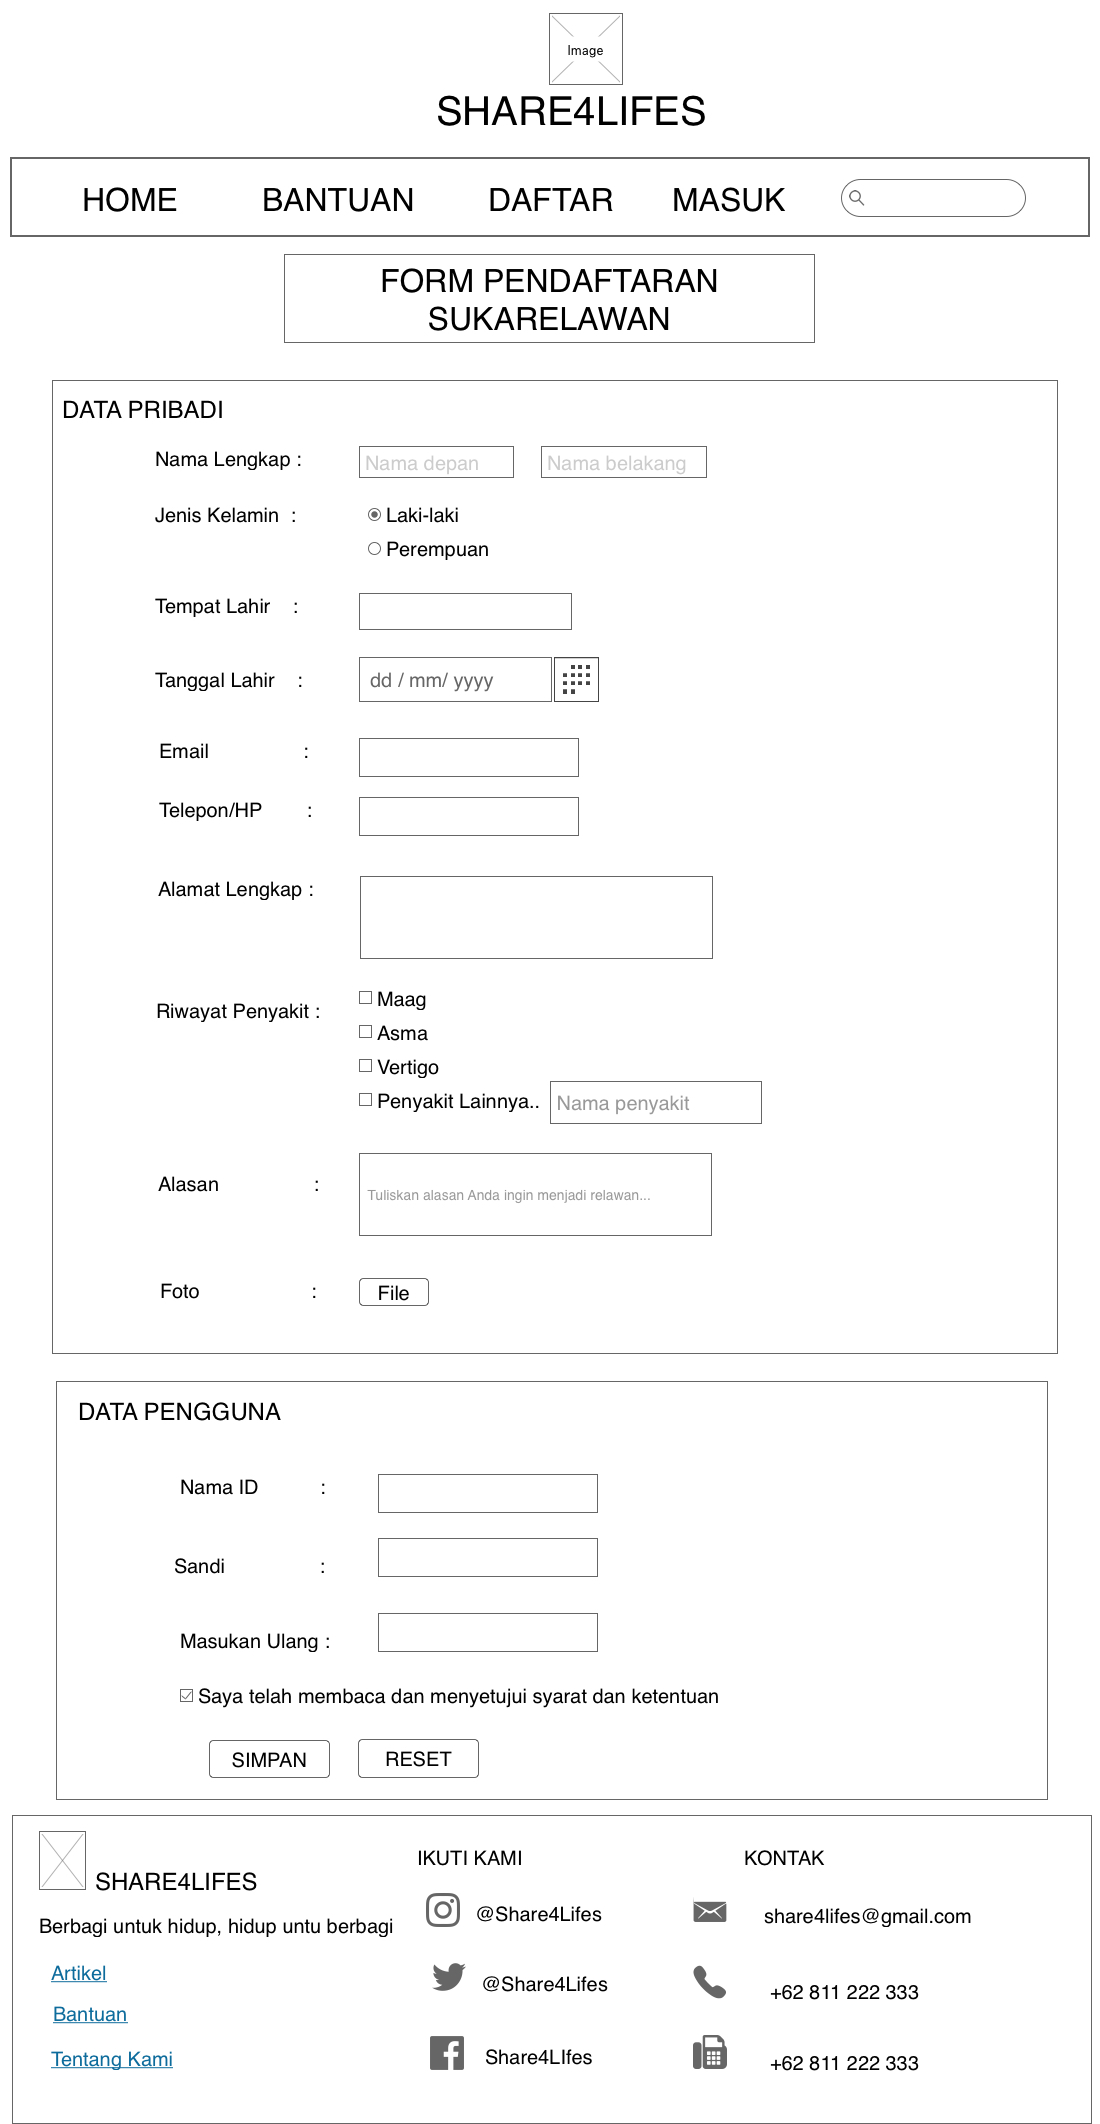 Image
SHARE4LIFES
HOME BANTUAN DAFTAR MASUK
FORM PENDAFTARAN
SUKARELAWAN
DATA PRIBADI
Nama Lengkap : Nama depan Nama belakang
Jenis Kelamin : Laki-laki
Perempuan
Tempat Lahir :
Tanggal Lahir : dd / mm/ yyyy
Email :
Telepon/HP :
Alamat Lengkap :
Riwayat Penyakit : Maag
Asma
Vertigo
Penyakit Lainnya.. Nama penyakit
Alasan : Tuliskan alasan Anda ingin menjadi relawan...
Foto : File
DATA PENGGUNA
Nama ID :
Sandi :
Masukan Ulang :
Saya telah membaca dan menyetujui syarat dan ketentuan
SIMPAN RESET
SHARE4LIFES
Berbagi untuk hidup, hidup untu berbagi
Artikel
Bantuan
Tentang Kami
IKUTI KAMI
@Share4Lifes
@Share4Lifes
Share4LIfes
KONTAK
share4lifes@gmail.com
+62 811 222 333
+62 811 222 333